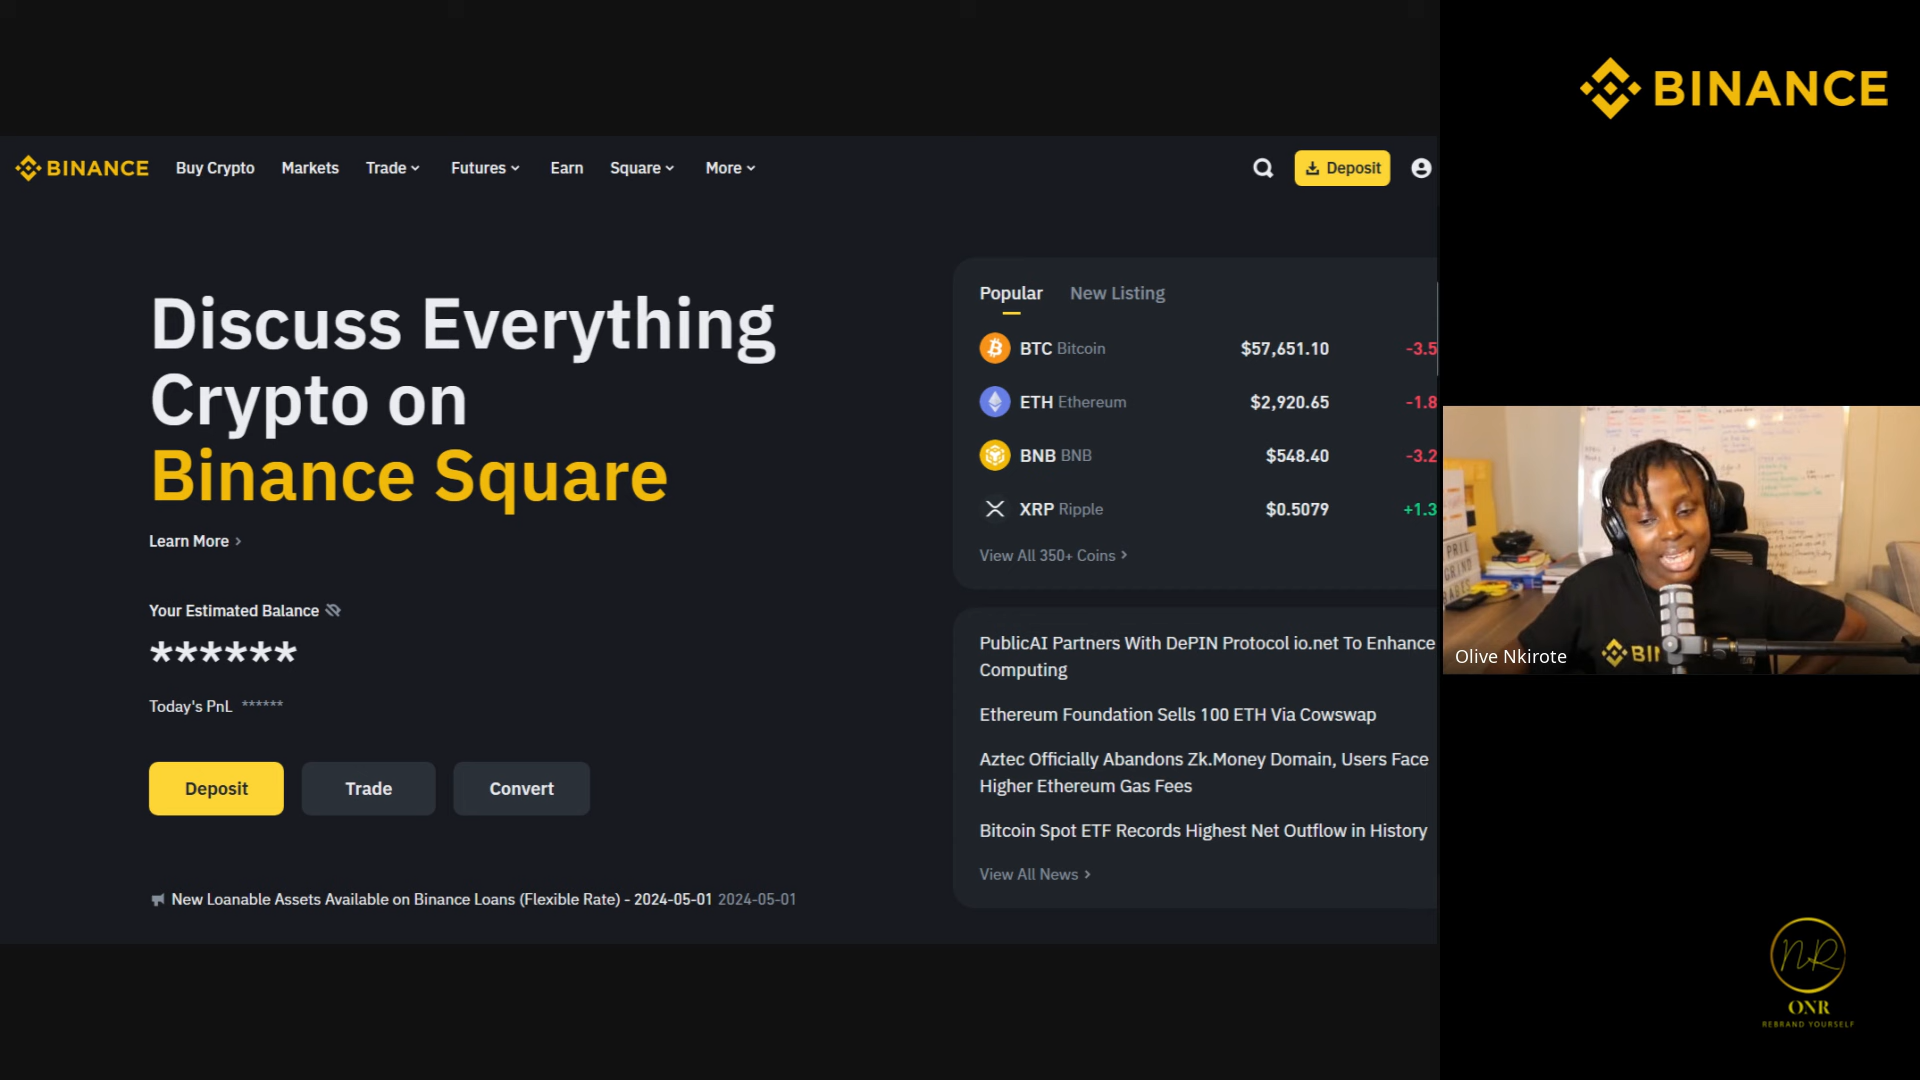 BINANCE
BINANCE Buy Crypto Markets Trade Futures Earn Square More Deposit
Discuss Everything
Crypto on
Binance Square
Learn More
Your Estimated Balance
******
Today's PnL ******
Deposit Trade Convert
New Loanable Assets Available on Binance Loans (Flexible Rate) - 2024-05-01 2024-05-01
Popular New Listing
BTC Bitcoin $57,651.10 -3.5
ETH Ethereum $2,920.65 -1.8
BNB BNB $548.40 -3.2
XRP Ripple $0.5079 +1.3
View All 350+ Coins
PublicAI Partners With DePIN Protocol io.net To Enhance
Computing
Ethereum Foundation Sells 100 ETH Via Cowswap
Aztec Officially Abandons Zk.Money Domain, Users Face
Higher Ethereum Gas Fees
Bitcoin Spot ETF Records Highest Net Outflow in History
View All News
Olive Nkirote
BIN
NR
ONR
REBRAND YOURSELF